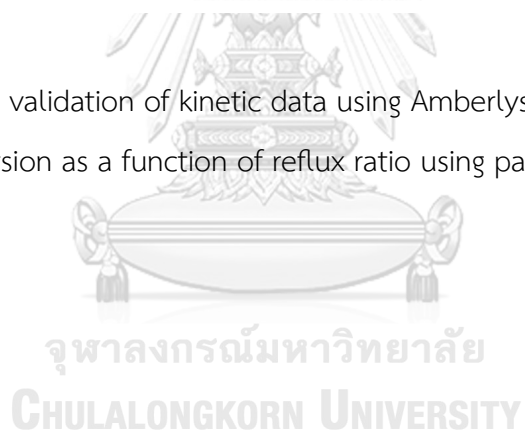 validation of kinetic data using Amberlys
sion as a function of reflux ratio using pa
จุฬาลงกรณ์มหาวิทยาลัย
CHULALONGKORN UNIVERSITY